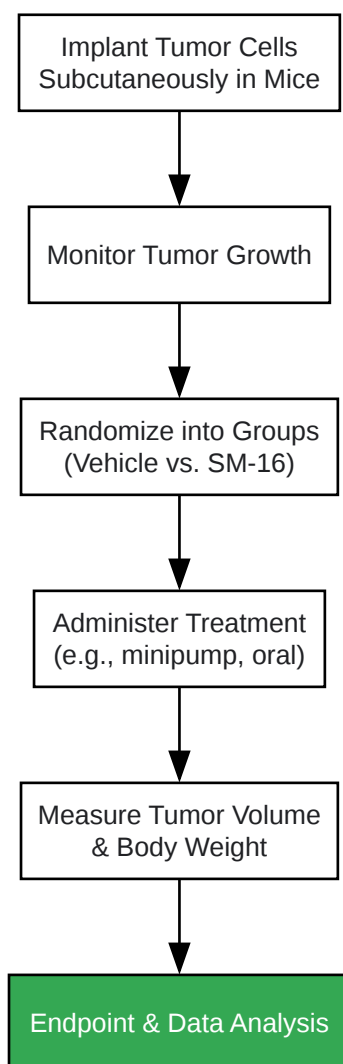 Implant Tumor Cells
Subcutaneously in Mice
Monitor Tumor Growth
Randomize into Groups
(Vehicle vs. SM-16)
Administer Treatment
(e.g., minipump, oral)
Measure Tumor Volume
& Body Weight
Endpoint & Data Analysis